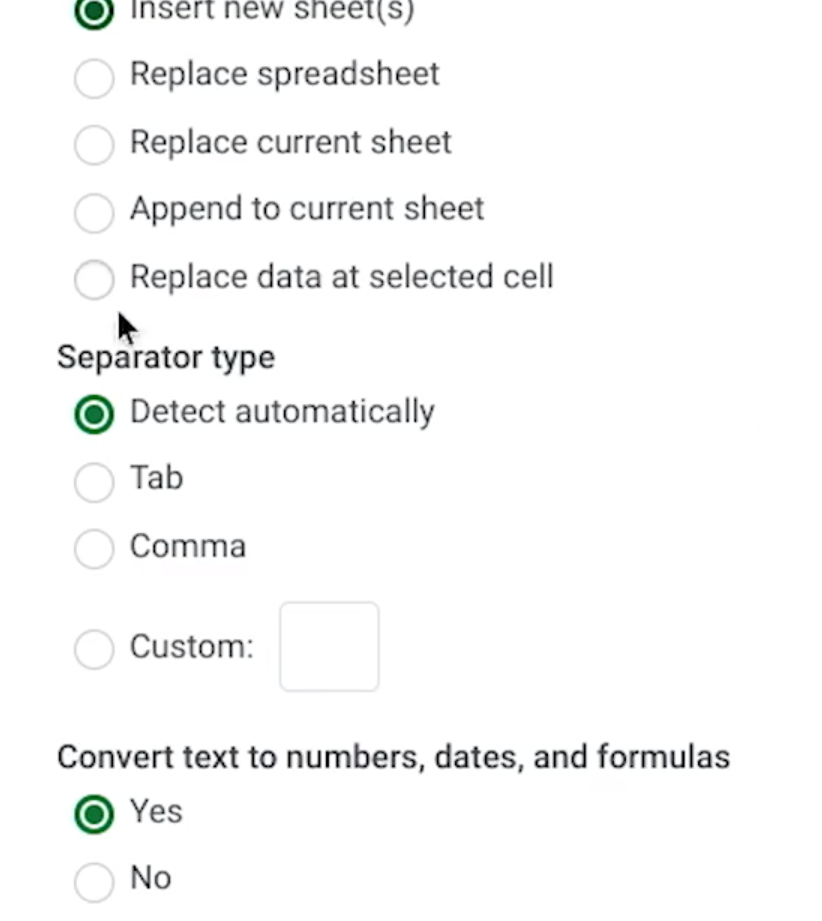 Insert new sheet(s)
Replace spreadsheet
Replace current sheet
Append to current sheet
Replace data at selected cell
Separator type
Detect automatically
Tab
Comma
Custom:
Convert text to numbers, dates, and formulas
Yes
No